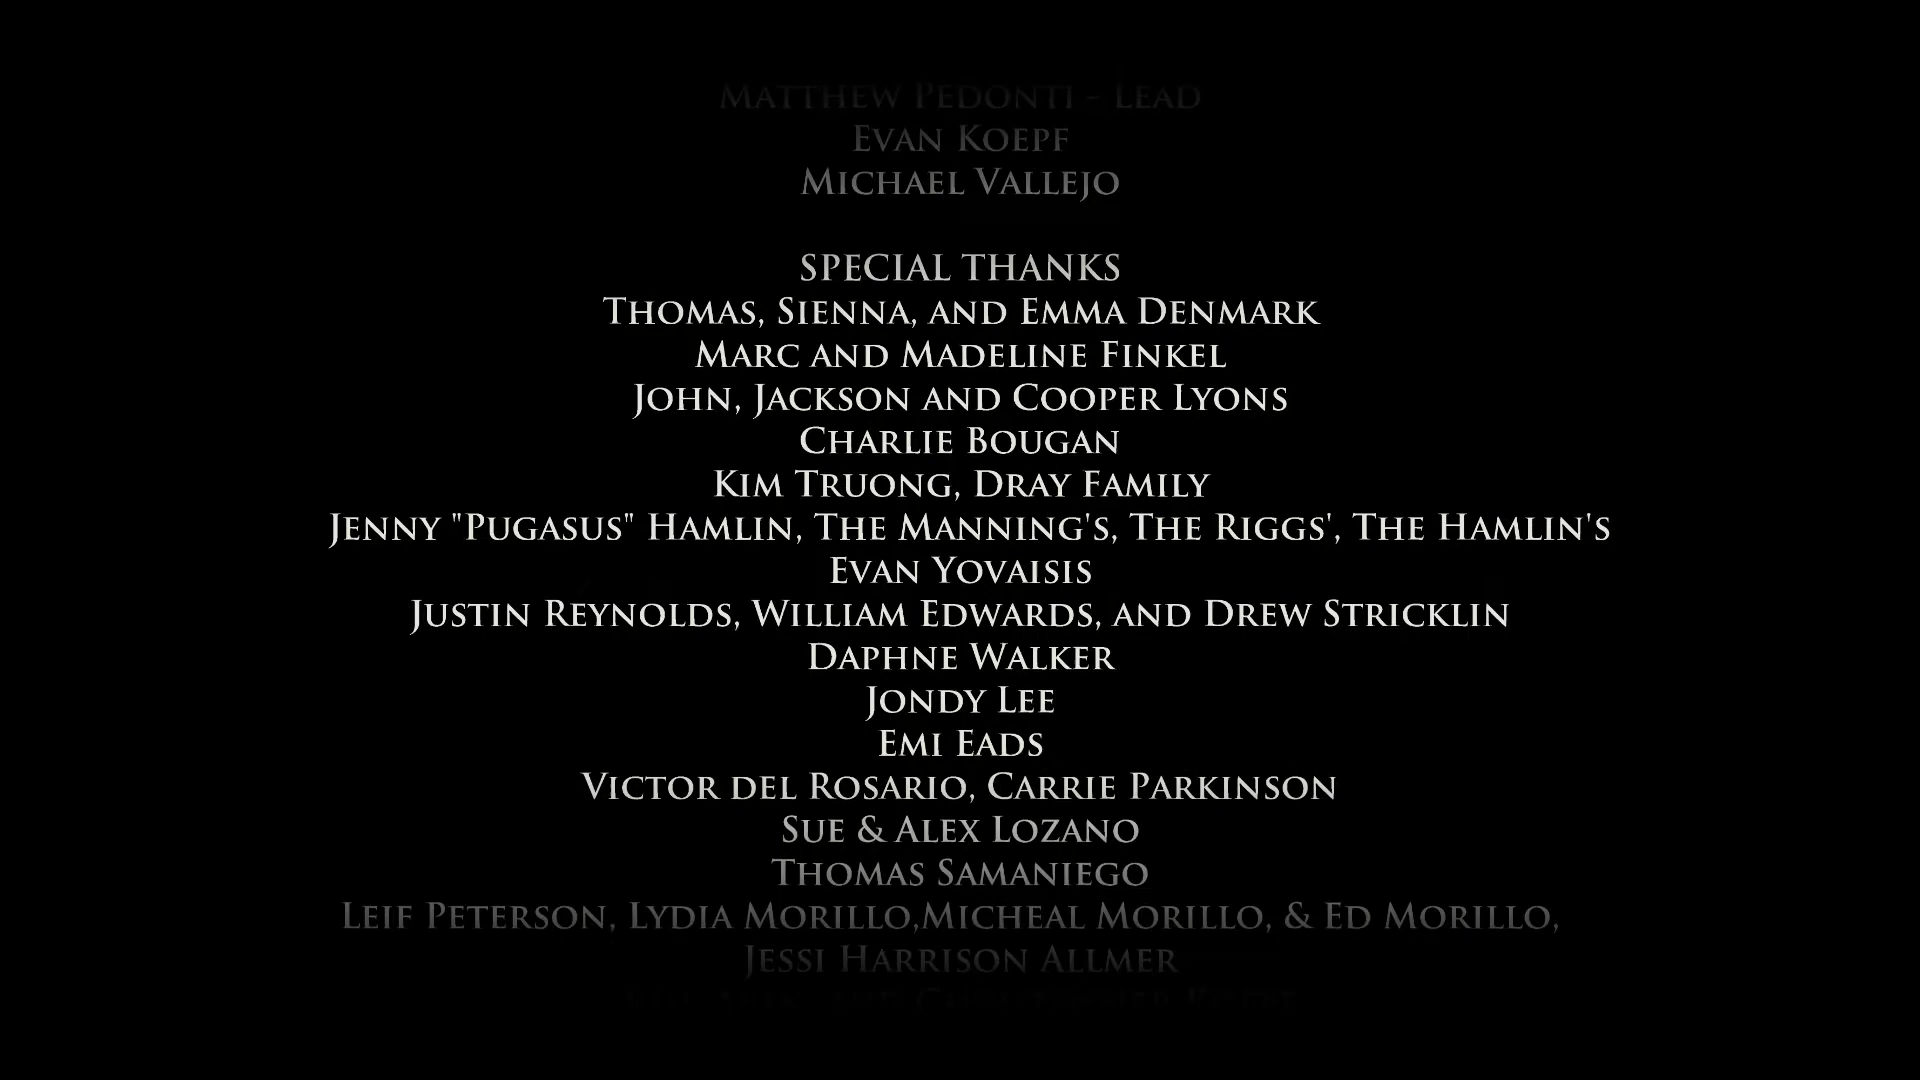 Matthew Pedonti - Lead
Evan Koepf
Michael Vallejo
SPECIAL THANKS
Thomas, Sienna, and Emma Denmark
Marc and Madeline Finkel
John, Jackson and Cooper Lyons
Charlie Bougan
Kim Truong, Dray Family
Jenny "Pugasus" Hamlin, The Manning's, The Riggs', The Hamlin's
Evan Yovaisis
Justin Reynolds, William Edwards, and Drew Stricklin
Daphne Walker
Jondy Lee
Emi Eads
Victor del Rosario, Carrie Parkinson
Sue & Alex Lozano
Thomas Samaniego
Leif Peterson, Lydia Morillo,Micheal Morillo, & Ed Morillo,
Jessi Harrison Allmer